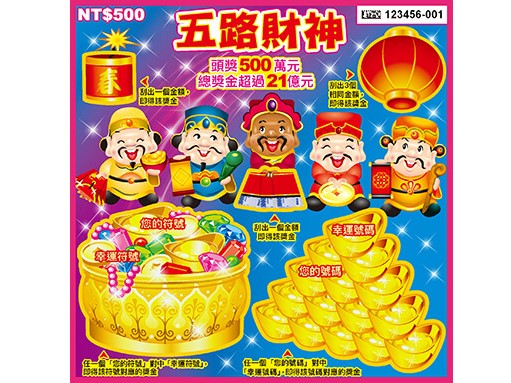 NT$500
123456-001
五路財神
頭獎500萬元
總獎金超過21億元
春
刮出一個金額,
即得該獎金
刮出3個
相同金額,
即得該獎金
刮出一個金額
即得該獎金
您的符號
幸運符號
幸運號碼
您的號碼
任一個「您的符號」對中「幸運符號」,
即得該符號對應的獎金
任一個「您的號碼」對中
「幸運號碼」,即得該號碼對應的獎金